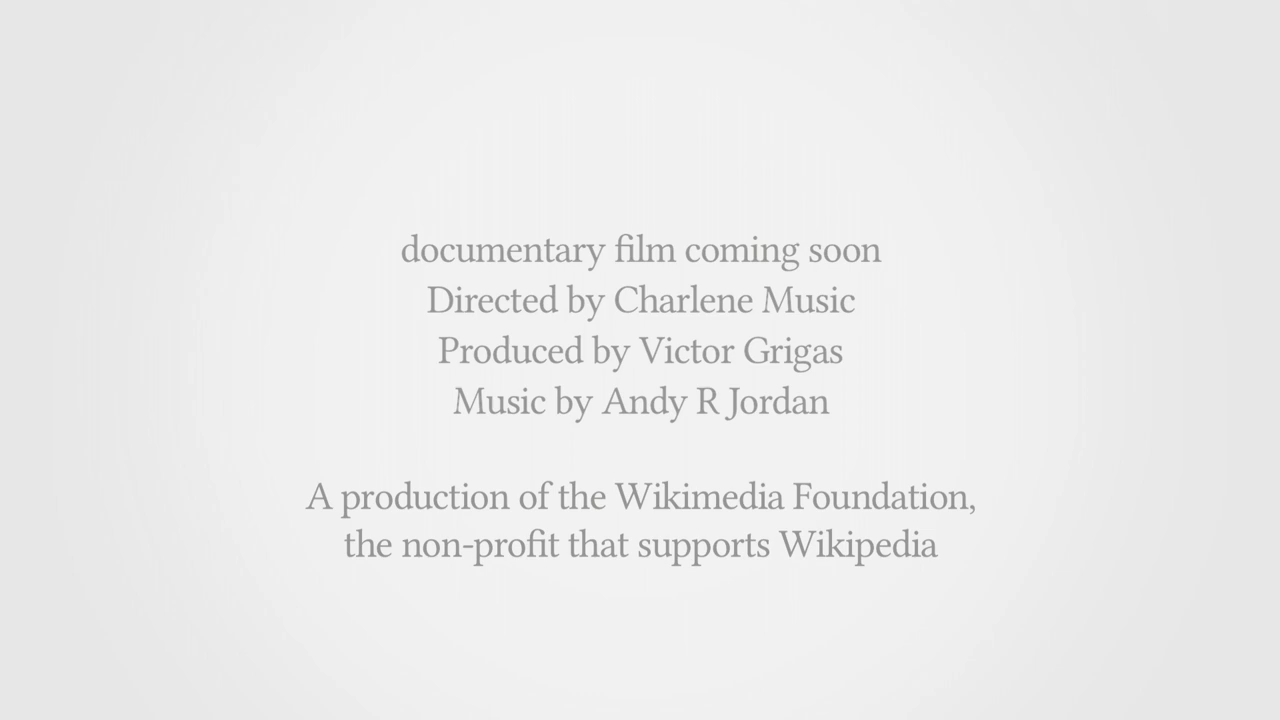 documentary film coming soon
Directed by Charlene Music
Produced by Victor Grigas
Music by Andy R Jordan
A production of the Wikimedia Foundation,
the non-profit that supports Wikipedia